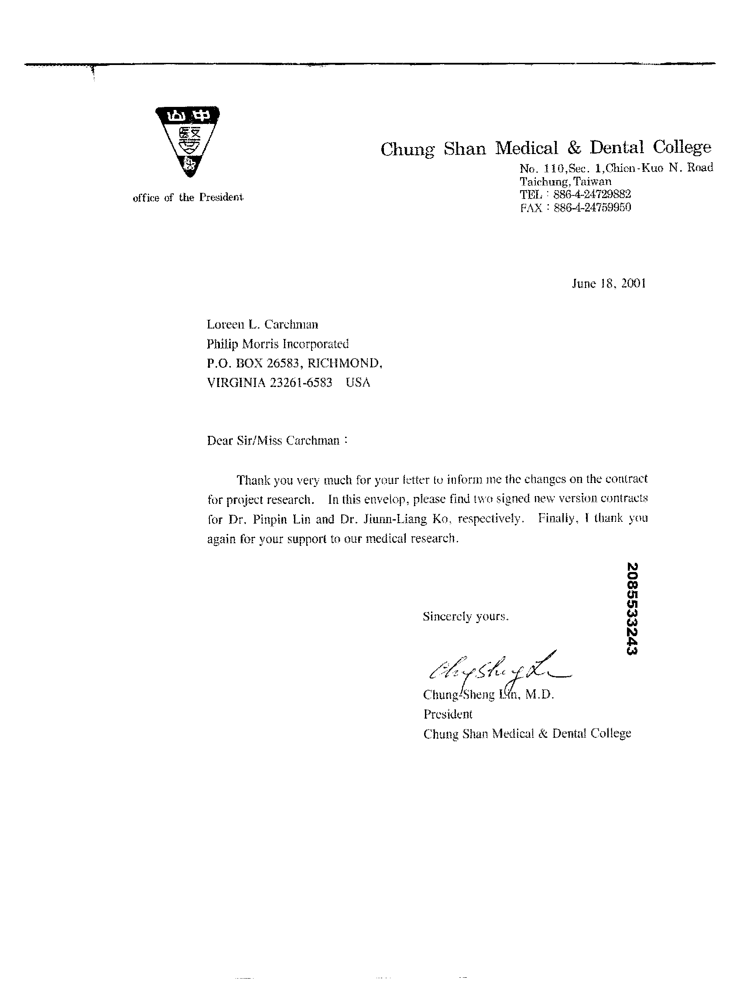 山中
醫
office of the President
Chung Shan Medical & Dental College
No. 110,Sec. 1,Chien-Kuo N. Road
Taichung,Taiwan
TEL：886-4-24729882
FAX：886-4-24759950
June 18, 2001
Loreen L. Carchman
Philip Morris Incorporated
P.O. BOX 26583, RICHMOND,
VIRGINIA 23261-6583 USA
Dear Sir/Miss Carchman：
Thank you very much for your letter to inform me the changes on the contract
for project research. In this envelop, please find two signed new version contracts
for Dr. Pinpin Lin and Dr. Jiunn-Liang Ko, respectively. Finally, I thank you
again for your support to our medical research.
2085533243
Sincerely yours.
Chung-Sheng Lin, M.D.
President
Chung Shan Medical & Dental College